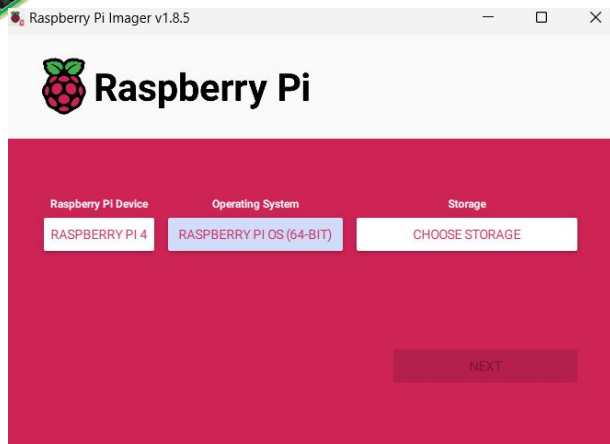 Raspberry Pi Imager v1.8.5
Raspberry Pi
Raspberry Pi Device Operating System Storage
RASPBERRY PI 4 RASPBERRY PI OS (64-BIT) CHOOSE STORAGE
NEXT